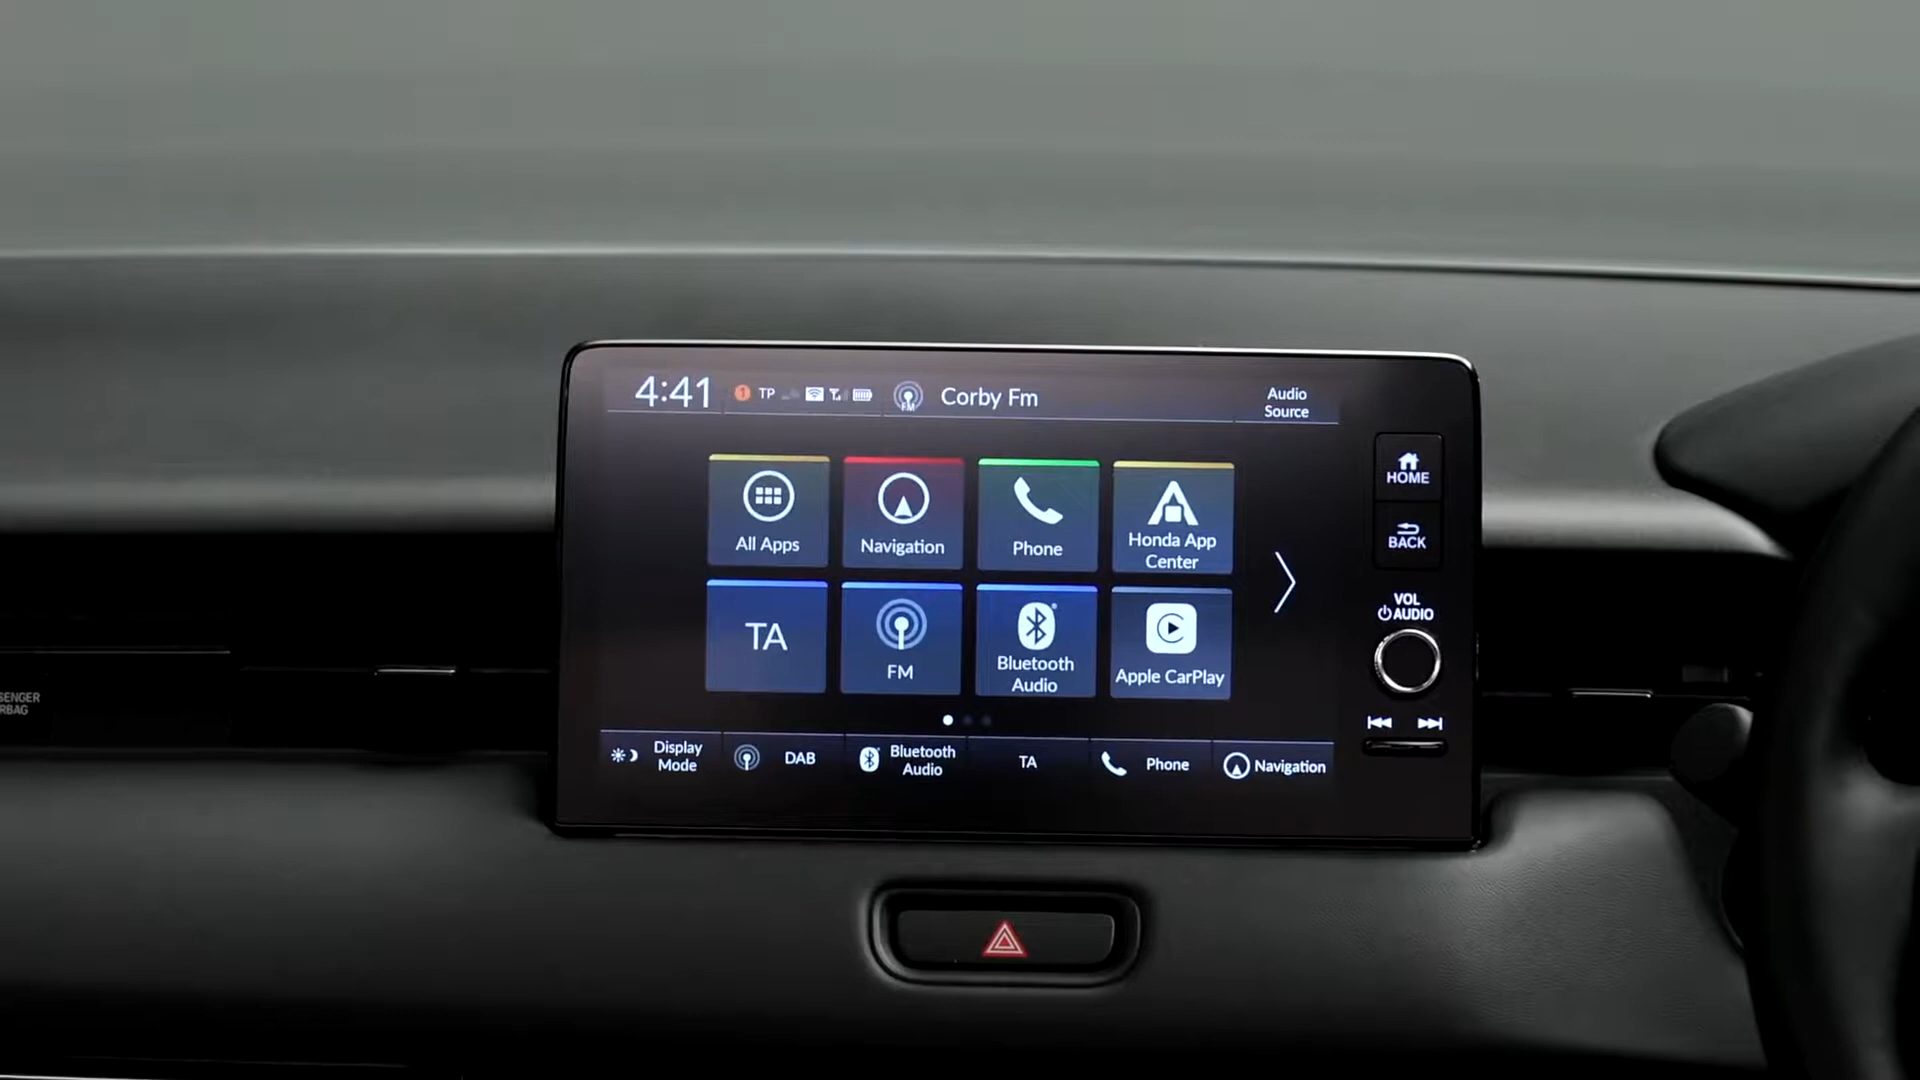 4:41
TP
FM
Corby Fm
Audio
Source
All Apps
Navigation
Phone
Honda App
Center
TA
FM
Bluetooth
Audio
Apple CarPlay
Display
Mode
DAB
Bluetooth
Audio
TA
Phone
Navigation
HOME
BACK
VOL
AUDIO
SENGER
RBAG